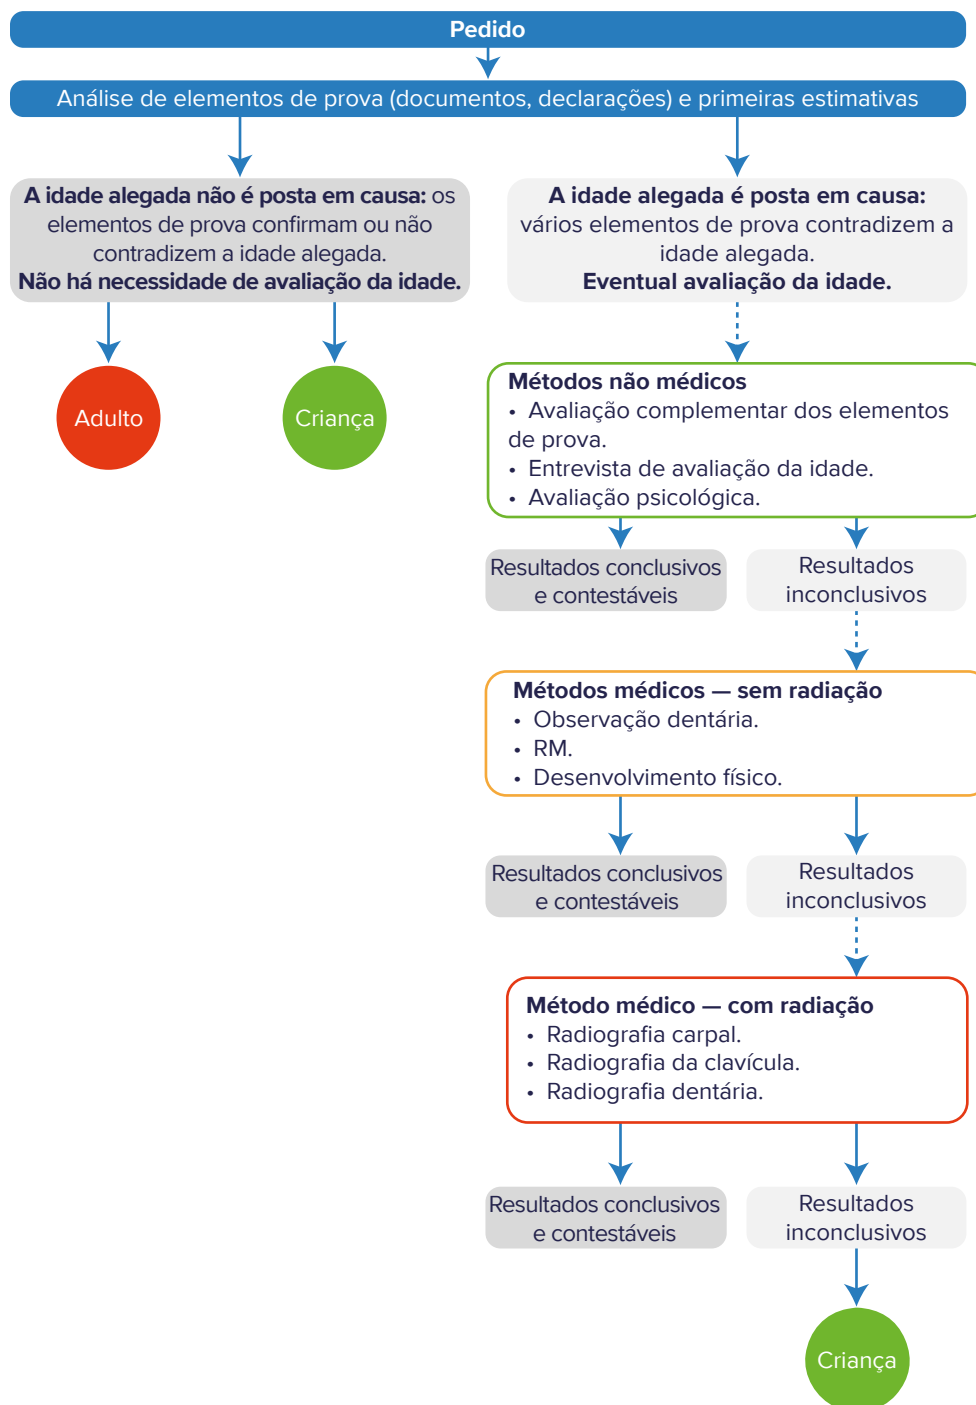 Pedido
Análise de elementos de prova (documentos, declarações) e primeiras estimativas
A idade alegada não é posta em causa: os
elementos de prova confirmam ou não
contradizem a idade alegada.
Não há necessidade de avaliação da idade.
A idade alegada é posta em causa:
vários elementos de prova contradizem a
idade alegada.
Eventual avaliação da idade.
Adulto
Criança
Métodos não médicos
• Avaliação complementar dos elementos
de prova.
• Entrevista de avaliação da idade.
• Avaliação psicológica.
Resultados conclusivos
e contestáveis
Resultados
inconclusivos
Métodos médicos — sem radiação
• Observação dentária.
• RM.
• Desenvolvimento físico.
Resultados conclusivos
e contestáveis
Resultados
inconclusivos
Método médico — com radiação
• Radiografia carpal.
• Radiografia da clavícula.
• Radiografia dentária.
Resultados conclusivos
e contestáveis
Resultados
inconclusivos
Criança